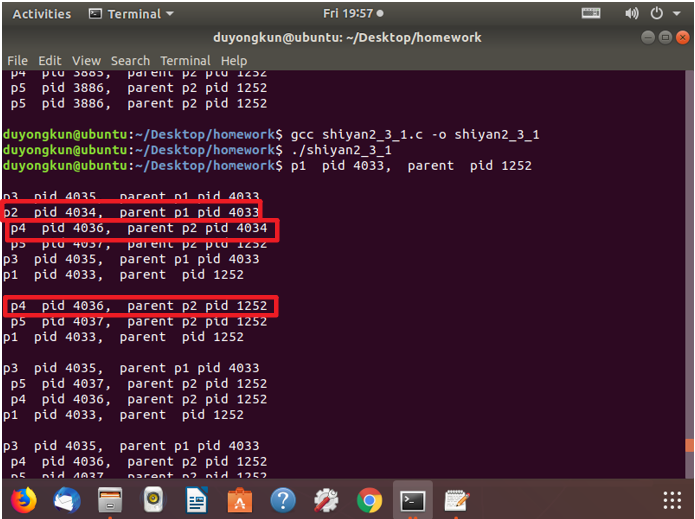 Activities Terminal Fri 19:57
duyongkun@ubuntu: ~/Desktop/homework
File Edit View Search Terminal Help
p4 pid 3885, parent p2 pid 1252
p5 pid 3886, parent p2 pid 1252
p5 pid 3886, parent p2 pid 1252
duyongkun@ubuntu:~/Desktop/homework$ gcc shiyan2_3_1.c -o shiyan2_3_1
duyongkun@ubuntu:~/Desktop/homework$ ./shiyan2_3_1
duyongkun@ubuntu:~/Desktop/homework$ p1 pid 4033, parent pid 1252
p3 pid 4035, parent p1 pid 4033
p2 pid 4034, parent p1 pid 4033
p4 pid 4036, parent p2 pid 4034
p5 pid 4037, parent p2 pid 1252
p3 pid 4035, parent p1 pid 4033
p1 pid 4033, parent pid 1252
p4 pid 4036, parent p2 pid 1252
p5 pid 4037, parent p2 pid 1252
p1 pid 4033, parent pid 1252
p3 pid 4035, parent p1 pid 4033
p5 pid 4037, parent p2 pid 1252
p4 pid 4036, parent p2 pid 1252
p1 pid 4033, parent pid 1252
p3 pid 4035, parent p1 pid 4033
p4 pid 4036, parent p2 pid 1252
p5 pid 4037, parent p2 pid 1252